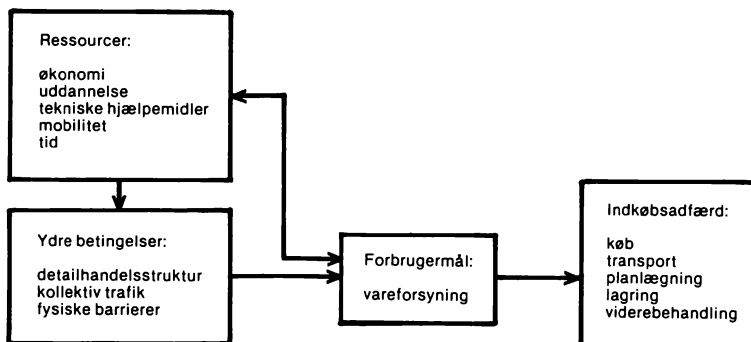 Ressourcer:
økonomi
uddannelse
tekniske hjælpemidler
mobilitet
tid
Ydre betingelser:
detailhandelsstruktur
kollektiv trafik
fysiske barrierer
Forbrugermål:
vareforsyning
Indkøbsadfærd:
køb
transport
planlægning
lagring
viderebehandling